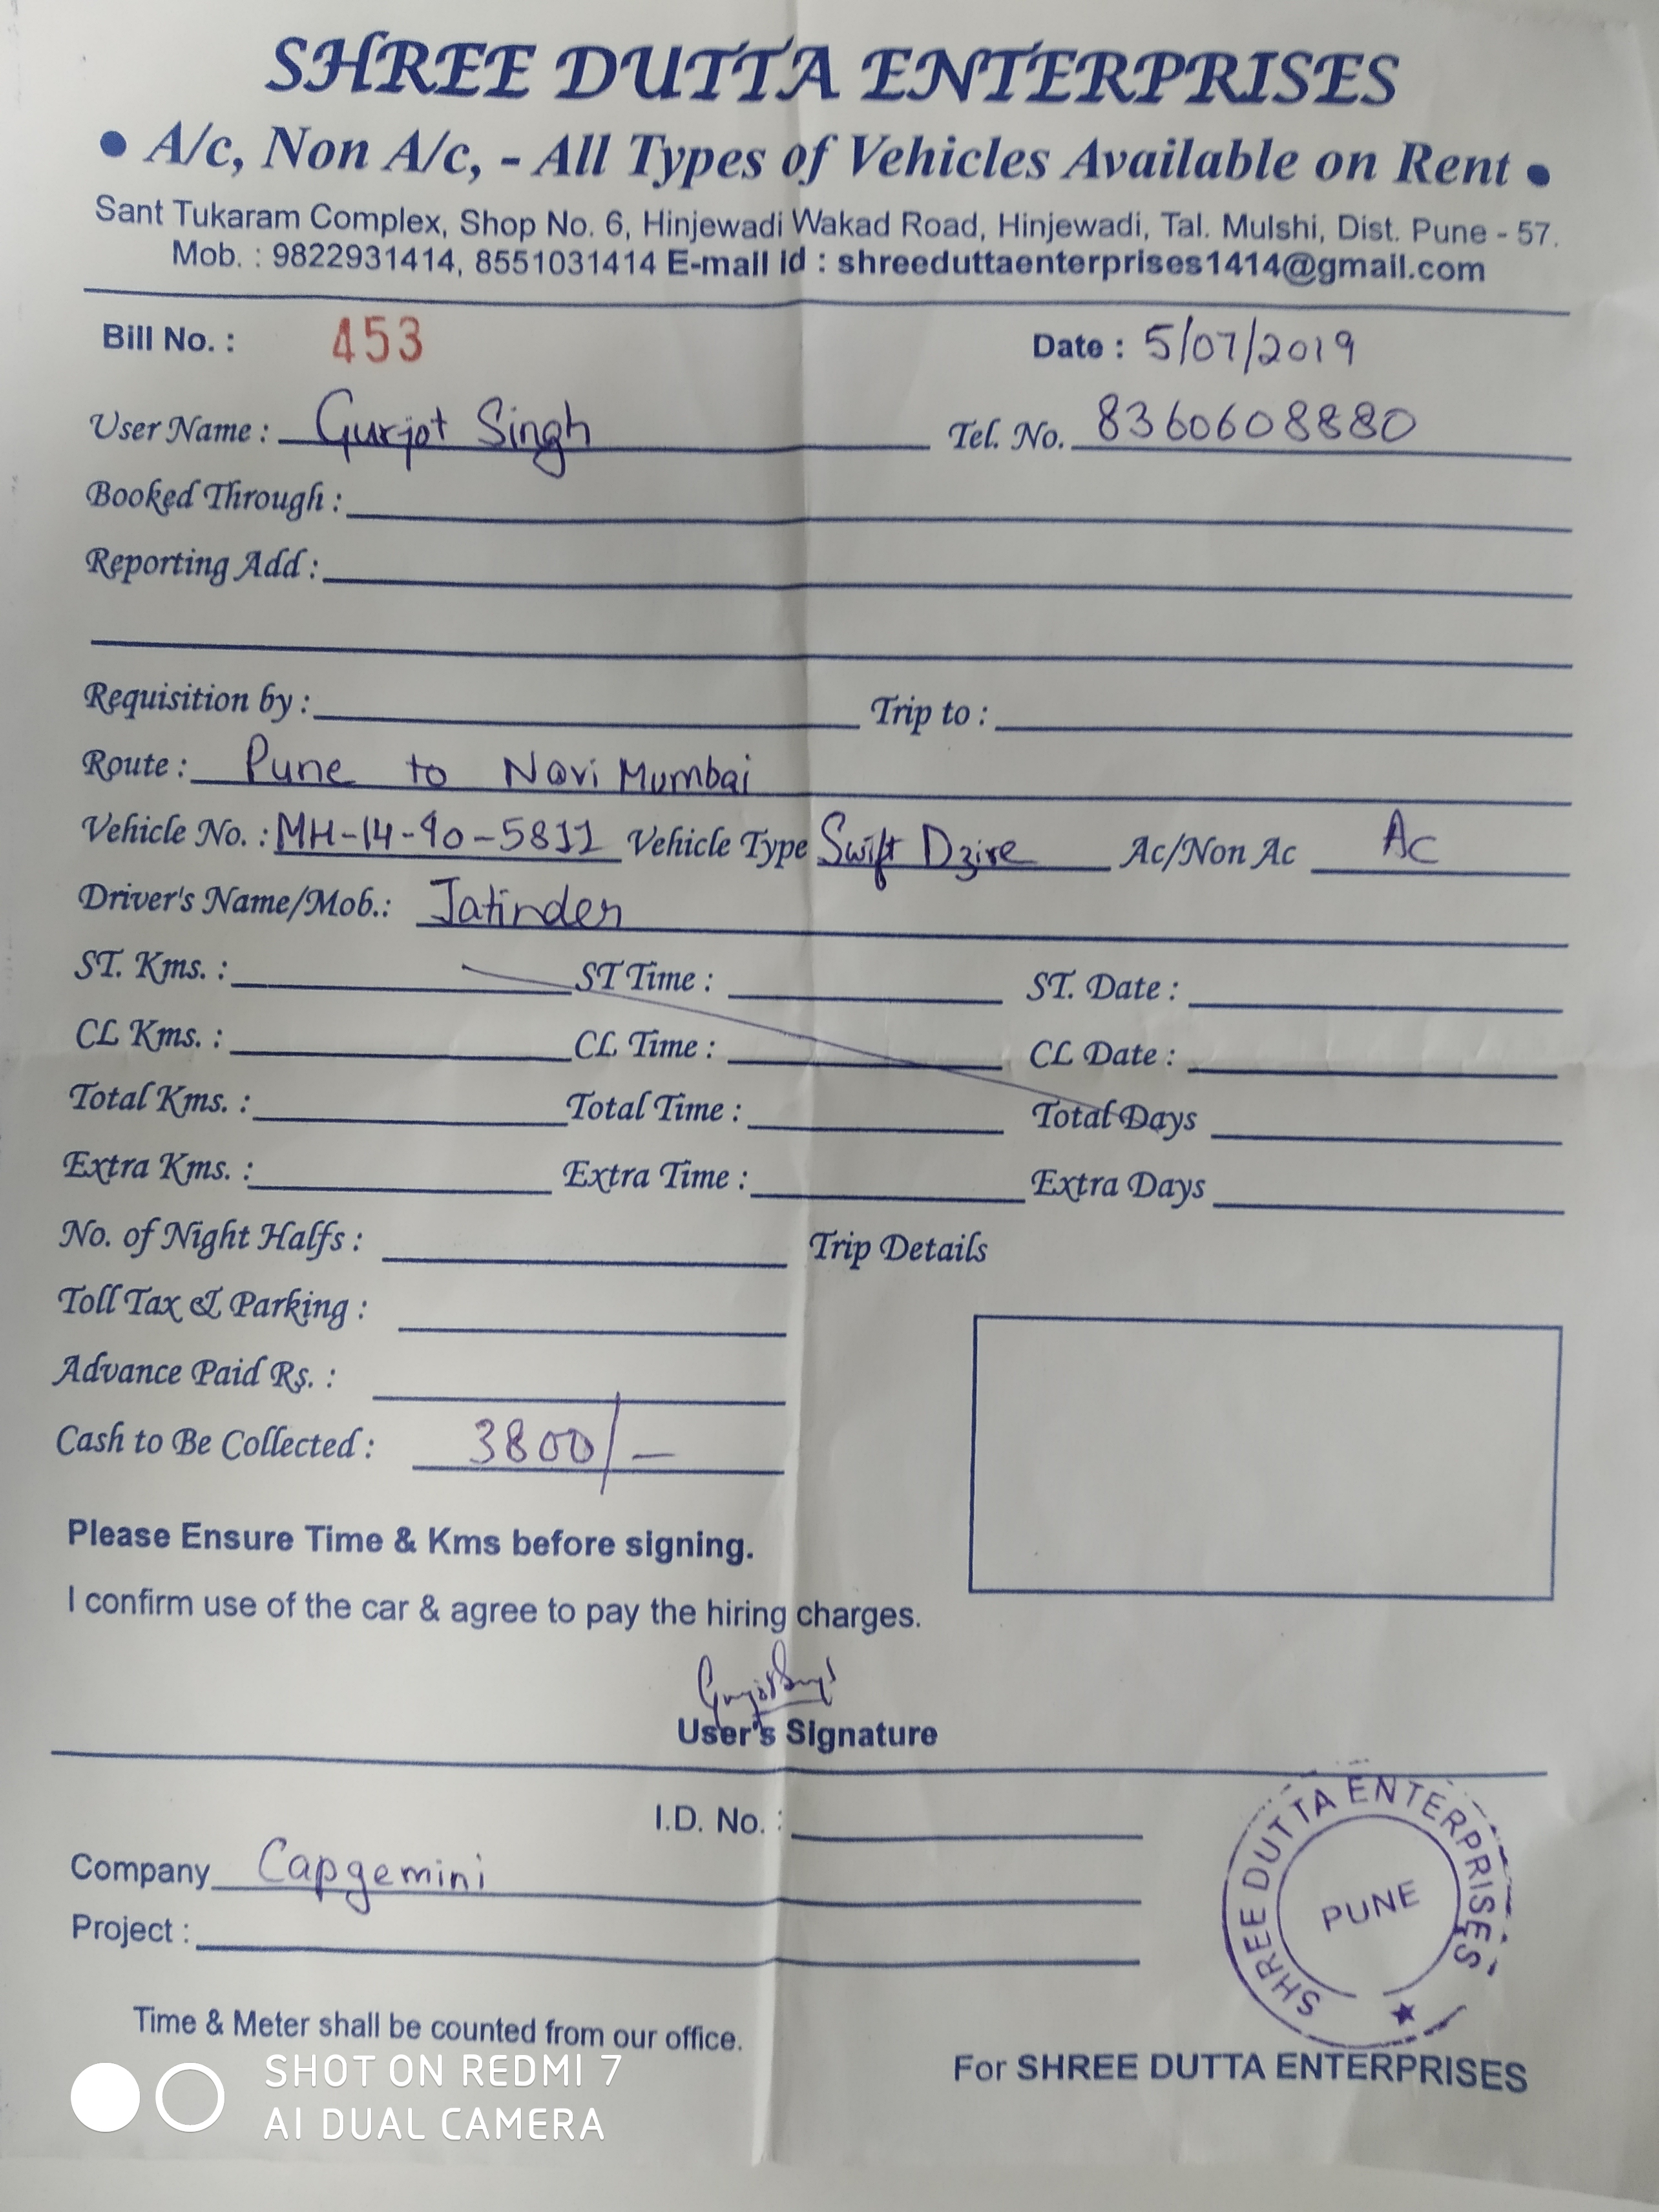 SHREE DUTTA ENTERPRISES
• A/c, Non A/c, - All Types of Vehicles Available on Rent •
Sant Tukaram Complex, Shop No. 6, Hinjewadi Wakad Road, Hinjewadi, Tal. Mulshi, Dist. Pune - 57.
Mob. : 9822931414, 8551031414 E-mail id : shreeduttaenterprises1414@gmail.com
Bill No. : 453 Date : 5/07/2019
User Name : Gurjot Singh Tel. No. 8360608880
Booked Through :
Reporting Add :
Requisition by : Trip to :
Route : Pune to Navi Mumbai
Vehicle No. : MH-14-90-5811 Vehicle Type Swift Dzire Ac/Non Ac AC
Driver's Name/Mob.: Jatinder
ST. Kms. : ST Time : ST. Date :
CL Kms. : CL Time : CL Date :
Total Kms. : Total Time : Total Days
Extra Kms. : Extra Time : Extra Days
No. of Night Halfs : Trip Details
Toll Tax & Parking :
Advance Paid Rs. :
Cash to Be Collected : 3800/-
Please Ensure Time & Kms before signing.
I confirm use of the car & agree to pay the hiring charges.
Gurjot Singh
User's Signature
I.D. No. :
Company Capgemini
Project :
SHREE DUTTA ENTERPRISES
PUNE
Time & Meter shall be counted from our office.
For SHREE DUTTA ENTERPRISES
SHOT ON REDMI 7
AI DUAL CAMERA